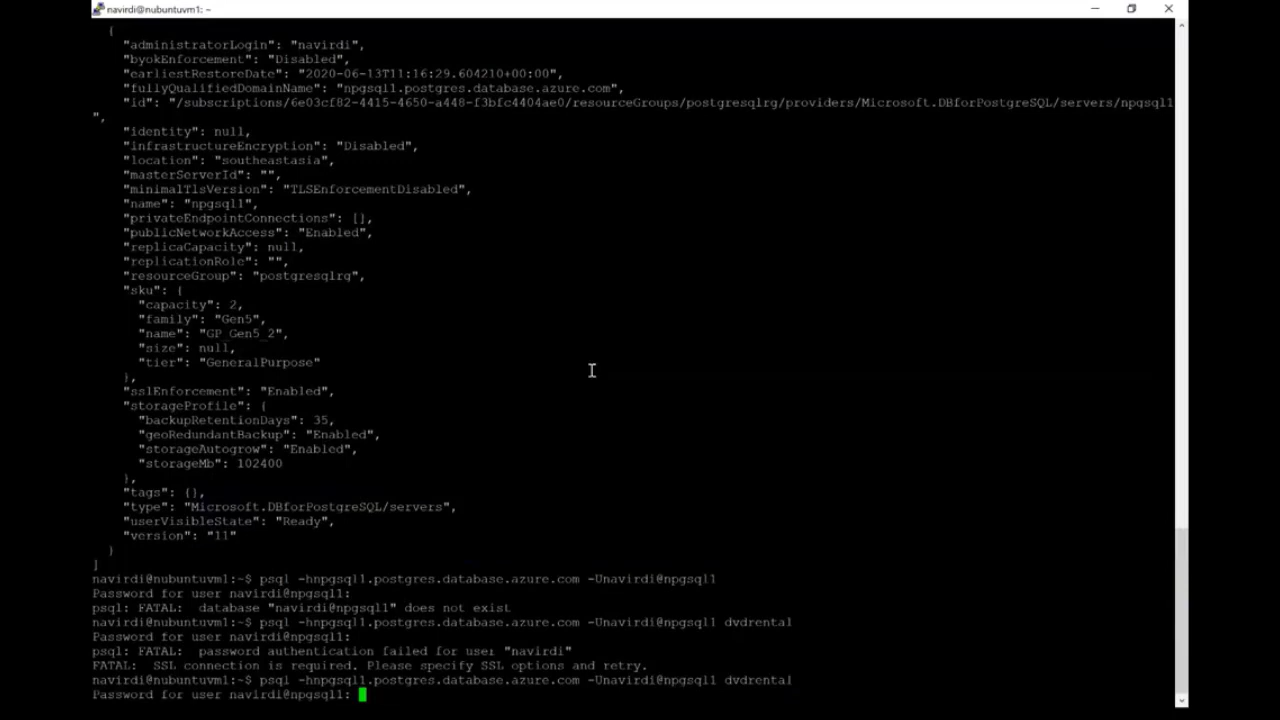 navirdi@nubuntuvm1: ~
{
"administratorLogin": "navirdi",
"byokEnforcement": "Disabled",
"earliestRestoreDate": "2020-06-13T11:16:29.604210+00:00",
"fullyQualifiedDomainName": "npgsql1.postgres.database.azure.com",
"id": "/subscriptions/6e03cf82-4415-4650-a448-f3bfc4404ae0/resourceGroups/postgresqlrg/providers/Microsoft.DBforPostgreSQL/servers/npgsql1
",
"identity": null,
"infrastructureEncryption": "Disabled",
"location": "southeastasia",
"masterServerId": "",
"minimalTlsVersion": "TLSEnforcementDisabled",
"name": "npgsql1",
"privateEndpointConnections": [],
"publicNetworkAccess": "Enabled",
"replicaCapacity": null,
"replicationRole": "",
"resourceGroup": "postgresqlrg",
"sku": {
"capacity": 2,
"family": "Gen5",
"name": "GP_Gen5_2",
"size": null,
"tier": "GeneralPurpose"
},
"sslEnforcement": "Enabled",
"storageProfile": {
"backupRetentionDays": 35,
"geoRedundantBackup": "Enabled",
"storageAutogrow": "Enabled",
"storageMb": 102400
},
"tags": {},
"type": "Microsoft.DBforPostgreSQL/servers",
"userVisibleState": "Ready",
"version": "11"
}
]
navirdi@nubuntuvm1:~$ psql -hnpgsql1.postgres.database.azure.com -Unavirdi@npgsql1
Password for user navirdi@npgsql1:
psql: FATAL:  database "navirdi@npgsql1" does not exist
navirdi@nubuntuvm1:~$ psql -hnpgsql1.postgres.database.azure.com -Unavirdi@npgsql1 dvdrental
Password for user navirdi@npgsql1:
psql: FATAL:  password authentication failed for user "navirdi"
FATAL:  SSL connection is required. Please specify SSL options and retry.
navirdi@nubuntuvm1:~$ psql -hnpgsql1.postgres.database.azure.com -Unavirdi@npgsql1 dvdrental
Password for user navirdi@npgsql1: